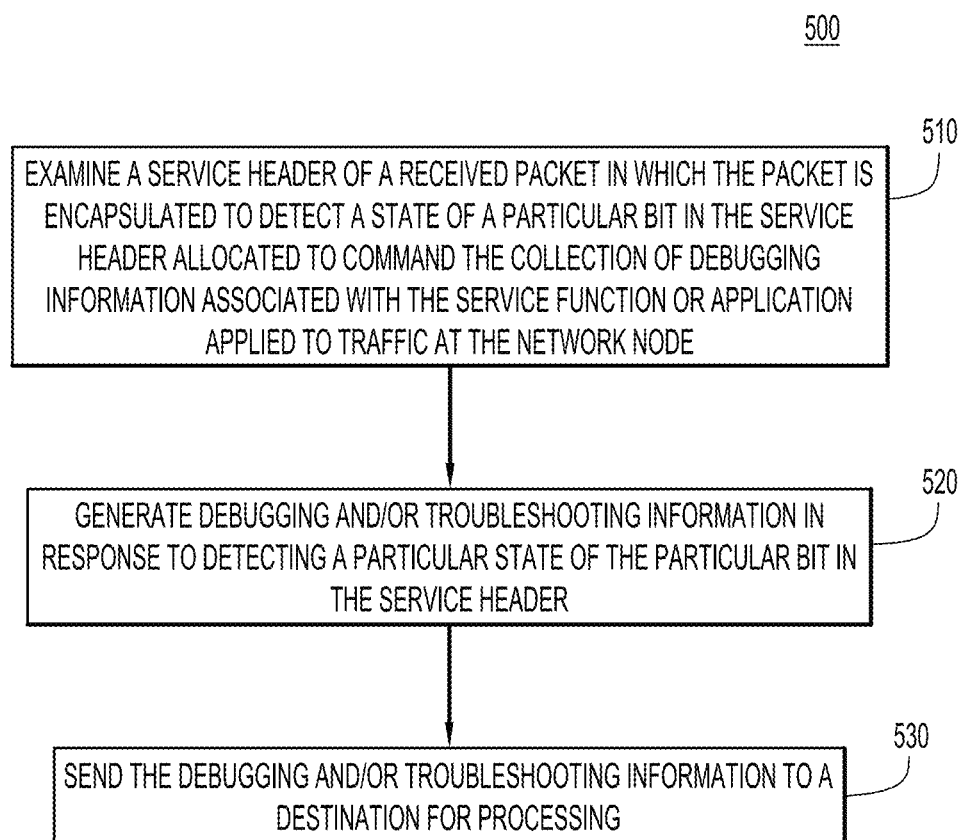 500
510
EXAMINE A SERVICE HEADER OF A RECEIVED PACKET IN WHICH THE PACKET IS
ENCAPSULATED TO DETECT A STATE OF A PARTICULAR BIT IN THE SERVICE
HEADER ALLOCATED TO COMMAND THE COLLECTION OF DEBUGGING
INFORMATION ASSOCIATED WITH THE SERVICE FUNCTION OR APPLICATION
APPLIED TO TRAFFIC AT THE NETWORK NODE
520
GENERATE DEBUGGING AND/OR TROUBLESHOOTING INFORMATION IN
RESPONSE TO DETECTING A PARTICULAR STATE OF THE PARTICULAR BIT IN
THE SERVICE HEADER
530
SEND THE DEBUGGING AND/OR TROUBLESHOOTING INFORMATION TO A
DESTINATION FOR PROCESSING